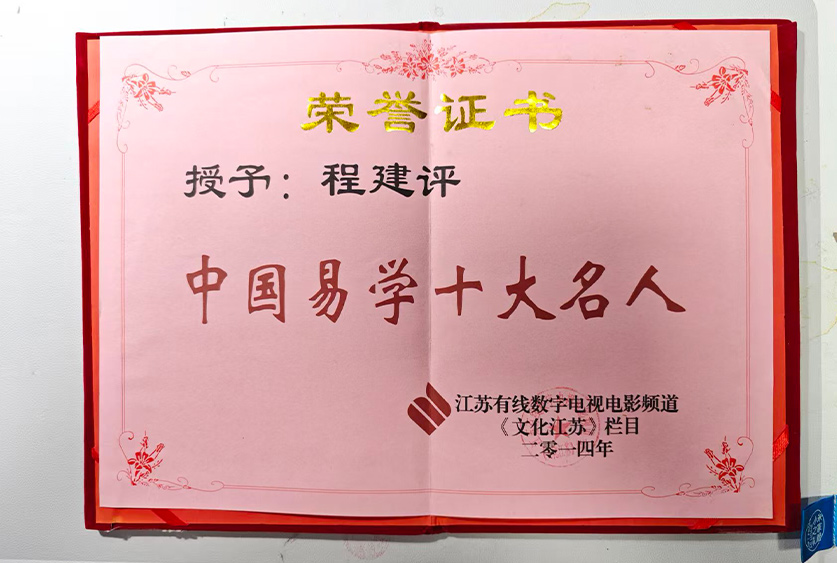 荣誉证书
授予：程建评
中国易学十大名人
江苏有线数字电视电影频道
《文化江苏》栏目
二零一四年